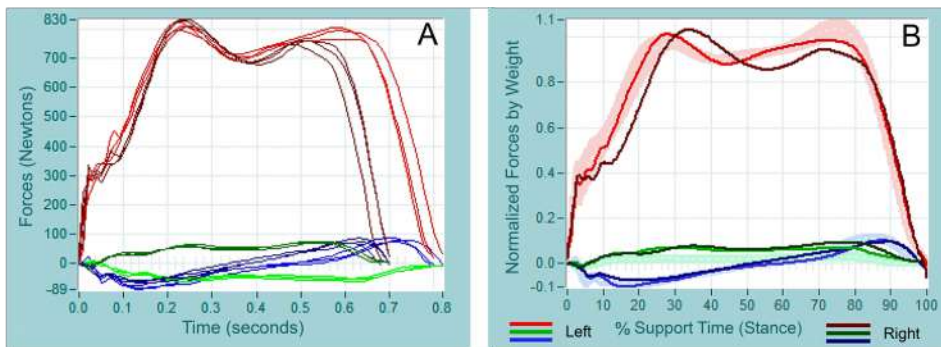 A
Forces (Newtons)
830
700
600
500
400
300
200
100
0
-89
0.0 0.1 0.2 0.3 0.4 0.5 0.6 0.7 0.8
Time (seconds)
B
Normalized Forces by Weight
1.1
0.8
0.6
0.4
0.2
0.0
-0.1
0 10 20 30 40 50 60 70 80 90 100
Left % Support Time (Stance) Right